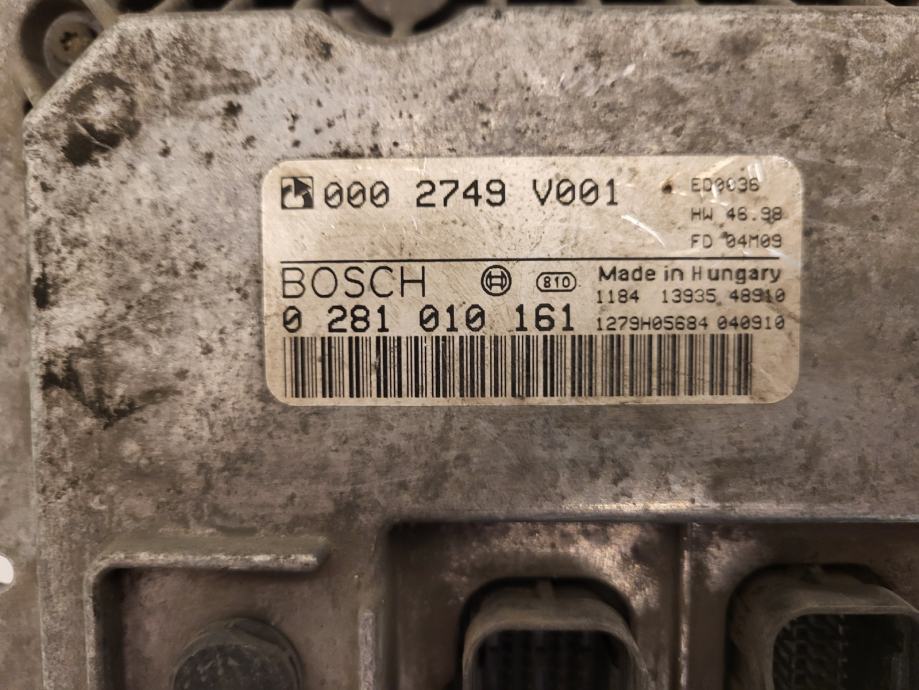 000 2749 V001
ED0036
HW 46.98
FD 04M09
BOSCH
810
Made in Hungary
1184 13935 48910
0 281 010 161
1279H05684 040910